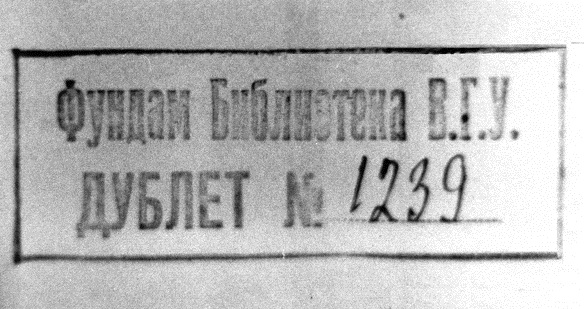 Фундам Библиотека В.Г.У.
ДУБЛЕТ № 1239